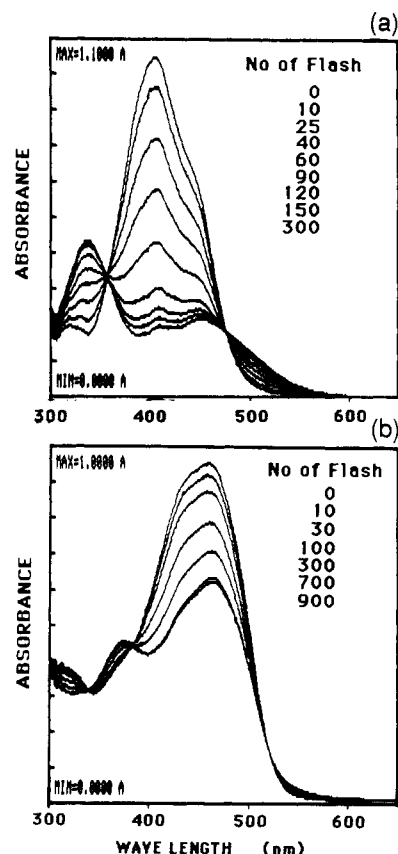 (a)
MAX=1.1000 A
No of Flash
0
10
25
40
60
90
120
150
300
ABSORBANCE
MIN=0.0000 A
300
400
500
600
(b)
MAX=1.0000 A
No of Flash
0
10
30
100
300
700
900
ABSORBANCE
MIN=0.0000 A
300
400
500
600
WAVE LENGTH (nm)